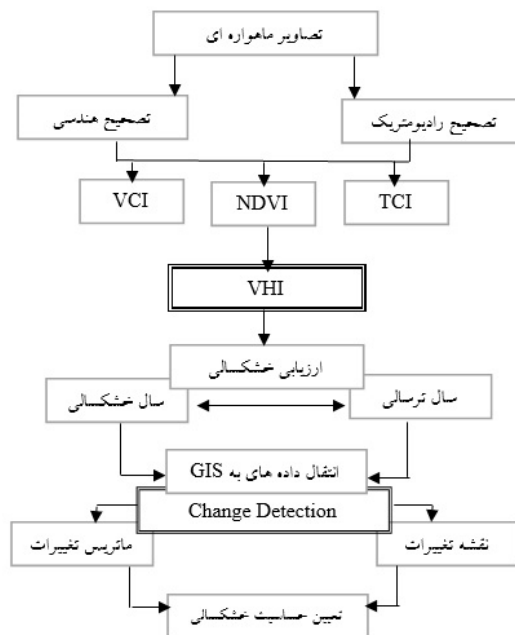 تصاویر ماهواره ای
تصحیح رادیومتریک
تصحیح هندسی
VCI
NDVI
TCI
VHI
ارزیابی خشکسالی
سال ترسالی
سال خشکسالی
انتقال داده های به GIS
Change Detection
نقشه تغییرات
ماتریس تغییرات
تعیین حساسیت خشکسالی